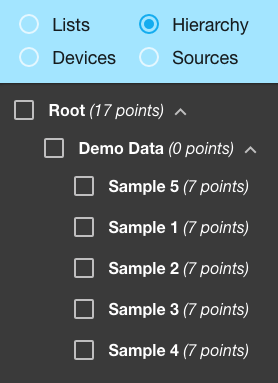 Lists Hierarchy
Devices Sources
Root (17 points)
Demo Data (0 points)
Sample 5 (7 points)
Sample 1 (7 points)
Sample 2 (7 points)
Sample 3 (7 points)
Sample 4 (7 points)